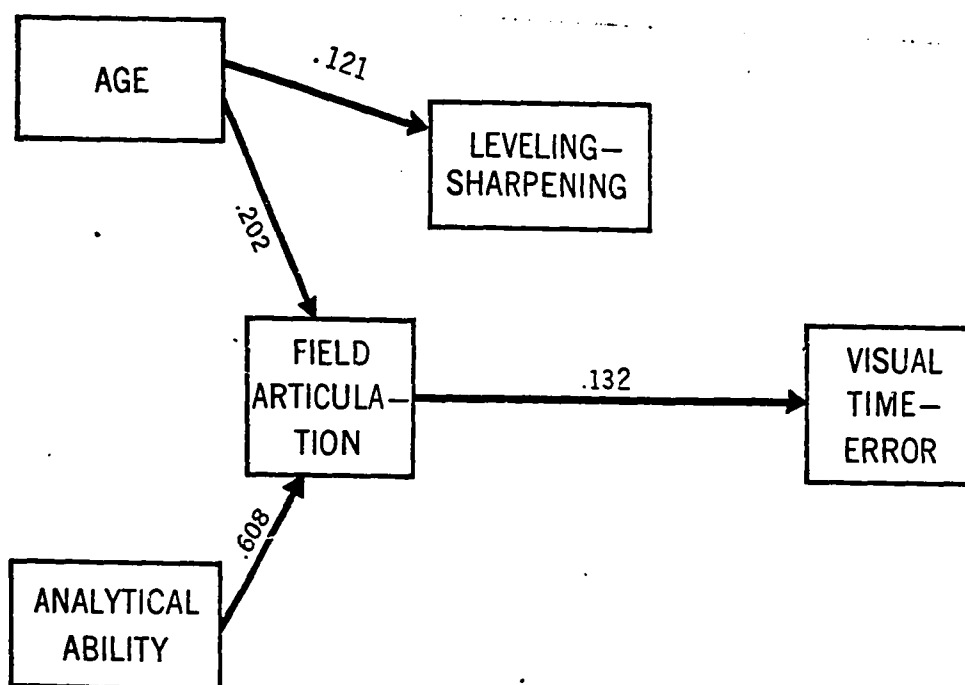 AGE
.121
LEVELING—
SHARPENING
.202
FIELD
ARTICULA—
TION
.132
VISUAL
TIME—
ERROR
.608
ANALYTICAL
ABILITY